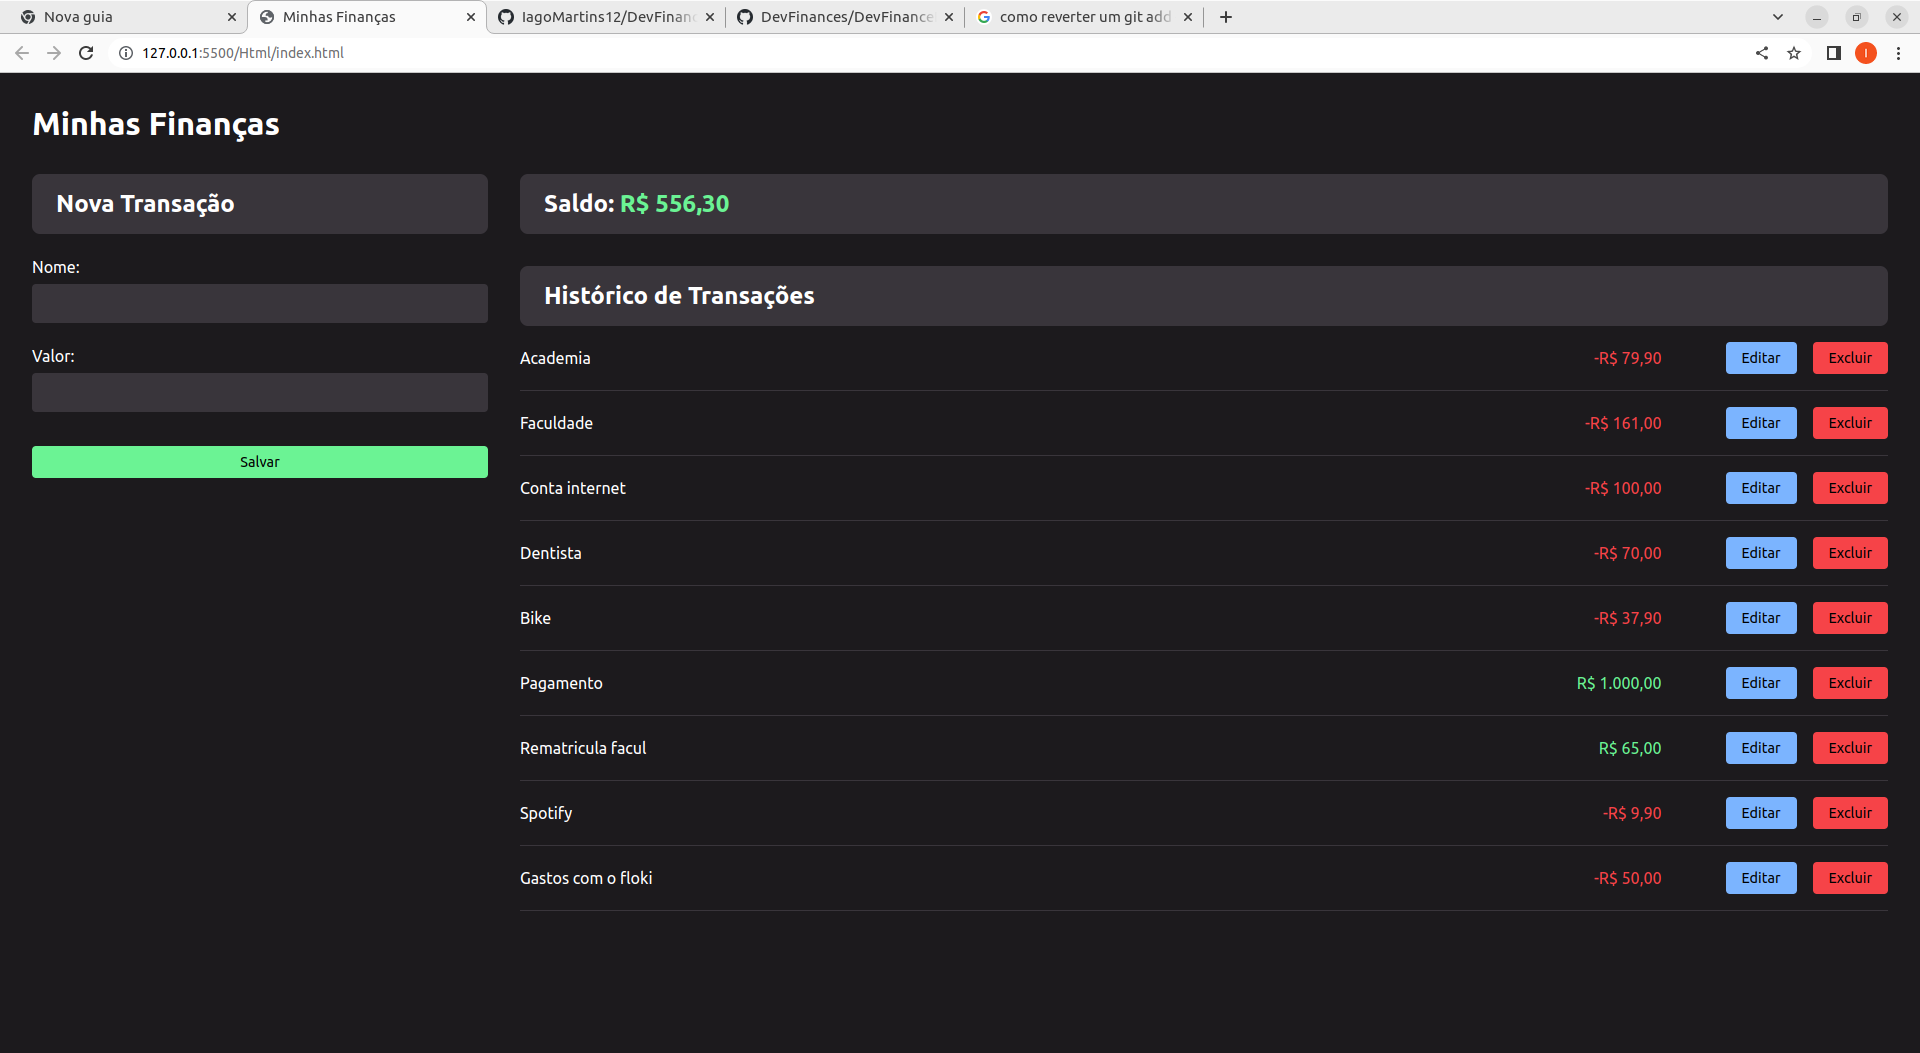 Nova guia
Minhas Finanças
IagoMartins12/DevFinan
DevFinances/DevFinance
como reverter um git add
127.0.0.1:5500/Html/index.html
I
Minhas Finanças
Nova Transação
Nome:
Valor:
Salvar
Saldo: R$ 556,30
Histórico de Transações
Academia -R$ 79,90 Editar Excluir
Faculdade -R$ 161,00 Editar Excluir
Conta internet -R$ 100,00 Editar Excluir
Dentista -R$ 70,00 Editar Excluir
Bike -R$ 37,90 Editar Excluir
Pagamento R$ 1.000,00 Editar Excluir
Rematricula facul R$ 65,00 Editar Excluir
Spotify -R$ 9,90 Editar Excluir
Gastos com o floki -R$ 50,00 Editar Excluir